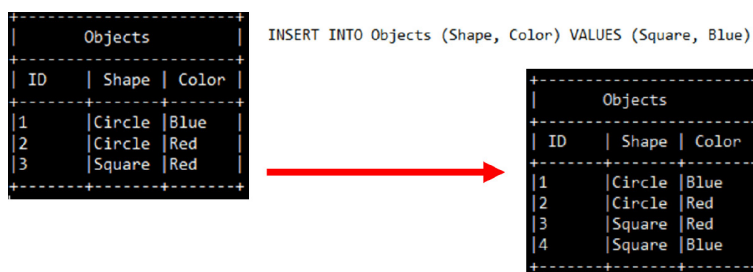 Objects
ID | Shape | Color
1 |Circle |Blue
2 |Circle |Red
3 |Square |Red
INSERT INTO Objects (Shape, Color) VALUES (Square, Blue)
Objects
ID | Shape | Color
1 |Circle |Blue
2 |Circle |Red
3 |Square |Red
4 |Square |Blue